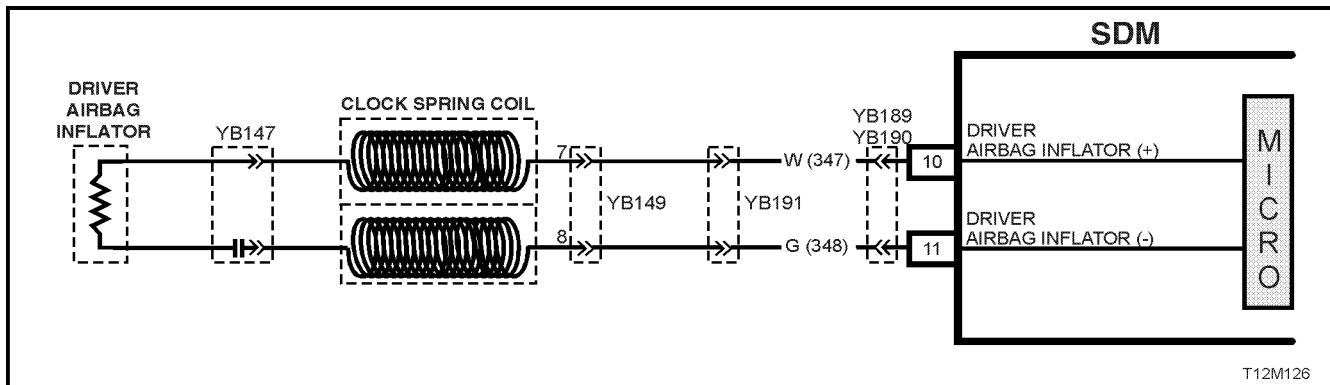 SDM
DRIVER
AIRBAG
INFLATOR
YB147
CLOCK SPRING COIL
7
8
YB149
YB191
W (347)
G (348)
YB189
YB190
10
11
DRIVER
AIRBAG INFLATOR (+)
DRIVER
AIRBAG INFLATOR (-)
MICRO
T12M126